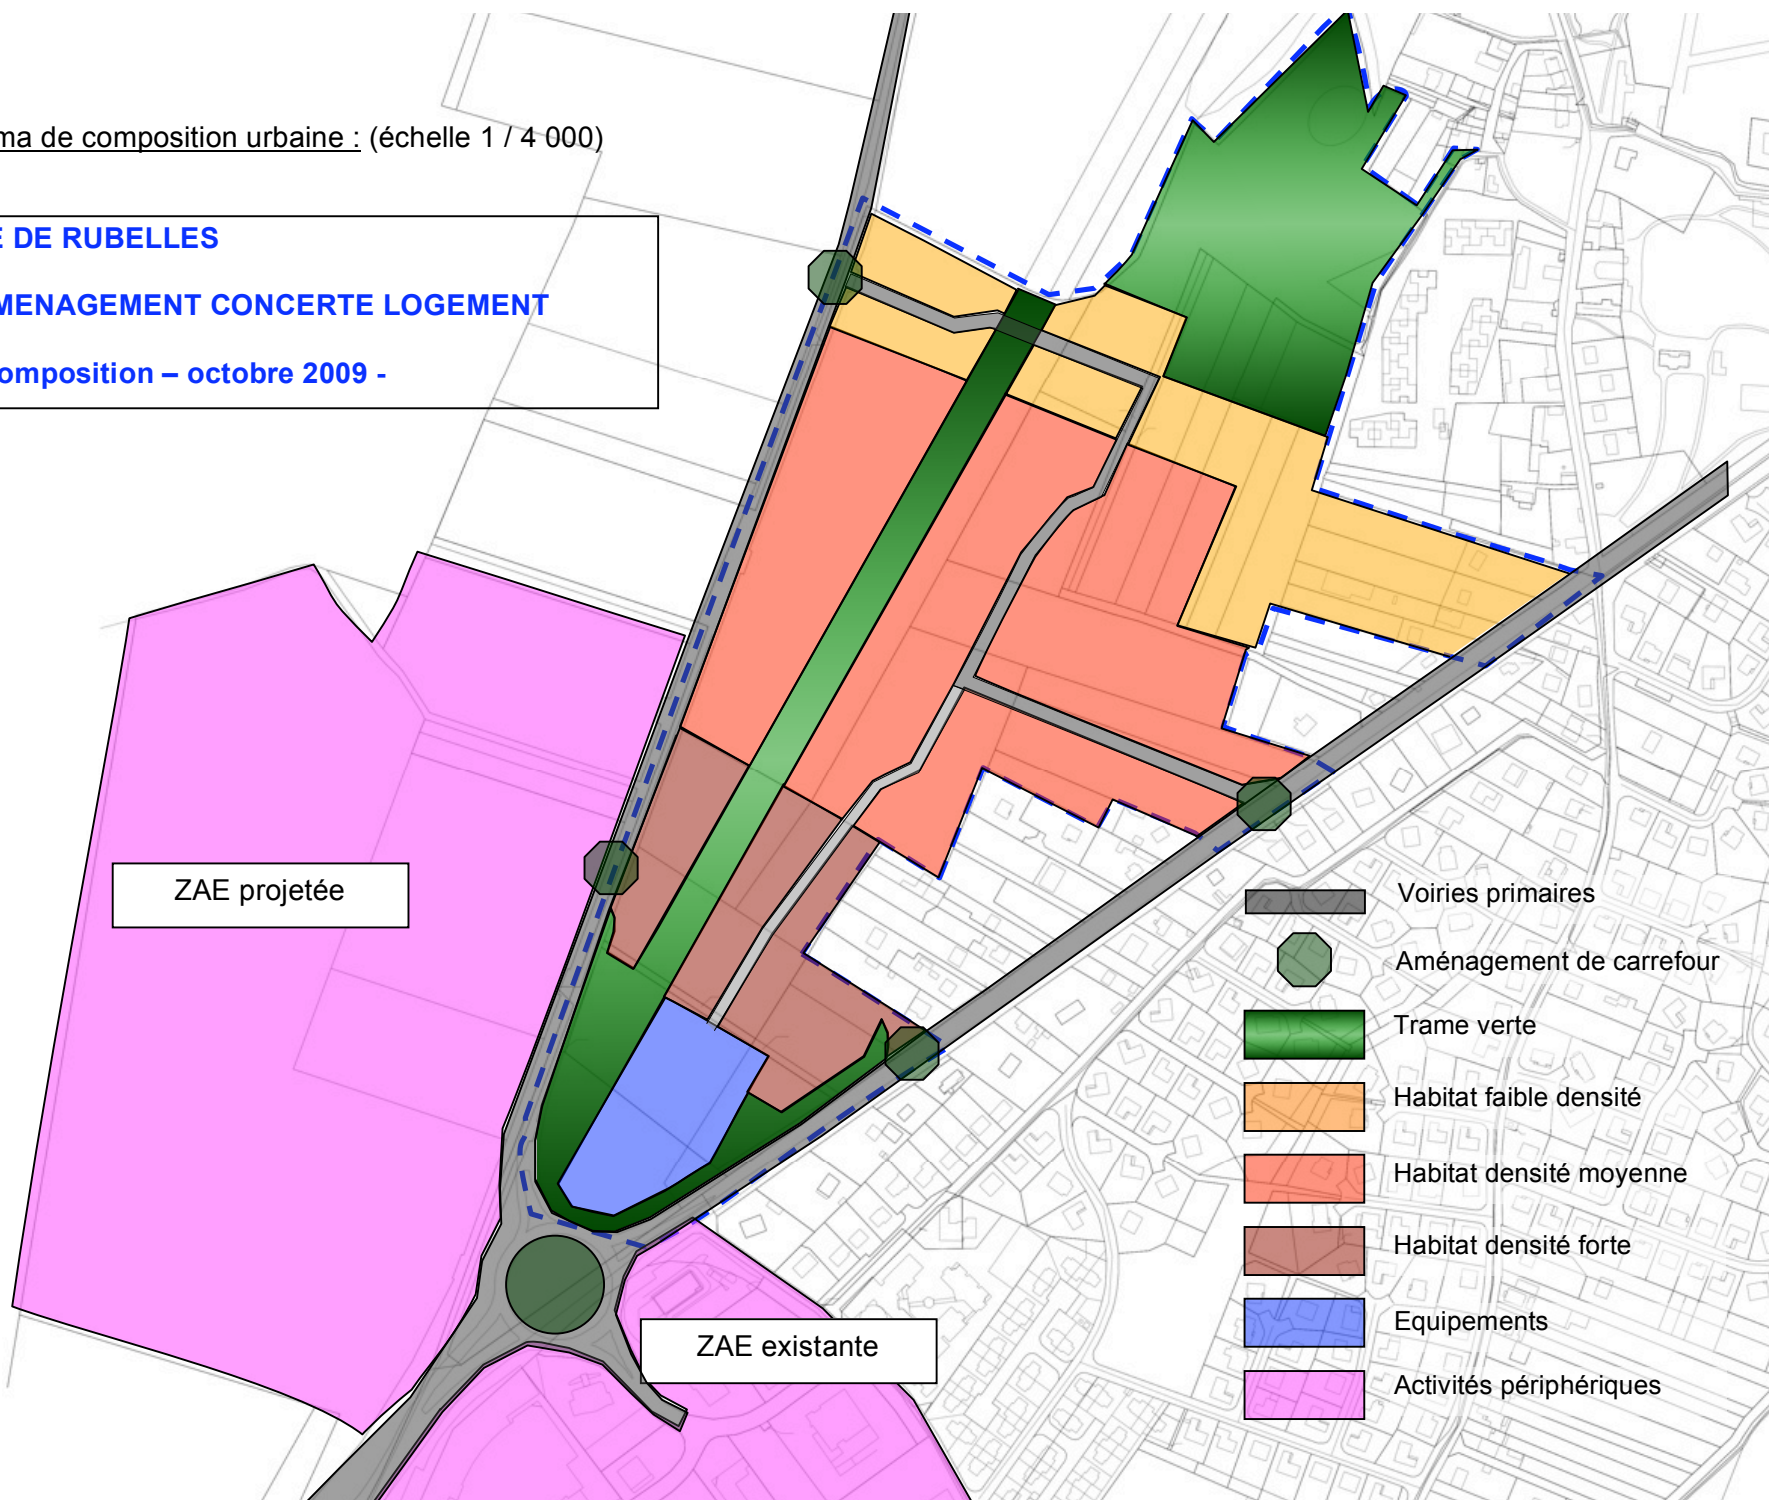 ma de composition urbaine : (échelle 1 / 4 000)
E DE RUBELLES
MENAGEMENT CONCERTE LOGEMENT
omposition – octobre 2009 -
ZAE projetée
Voiries primaires
Aménagement de carrefour
Trame verte
Habitat faible densité
Habitat densité moyenne
Habitat densité forte
Equipements
ZAE existante
Activités périphériques